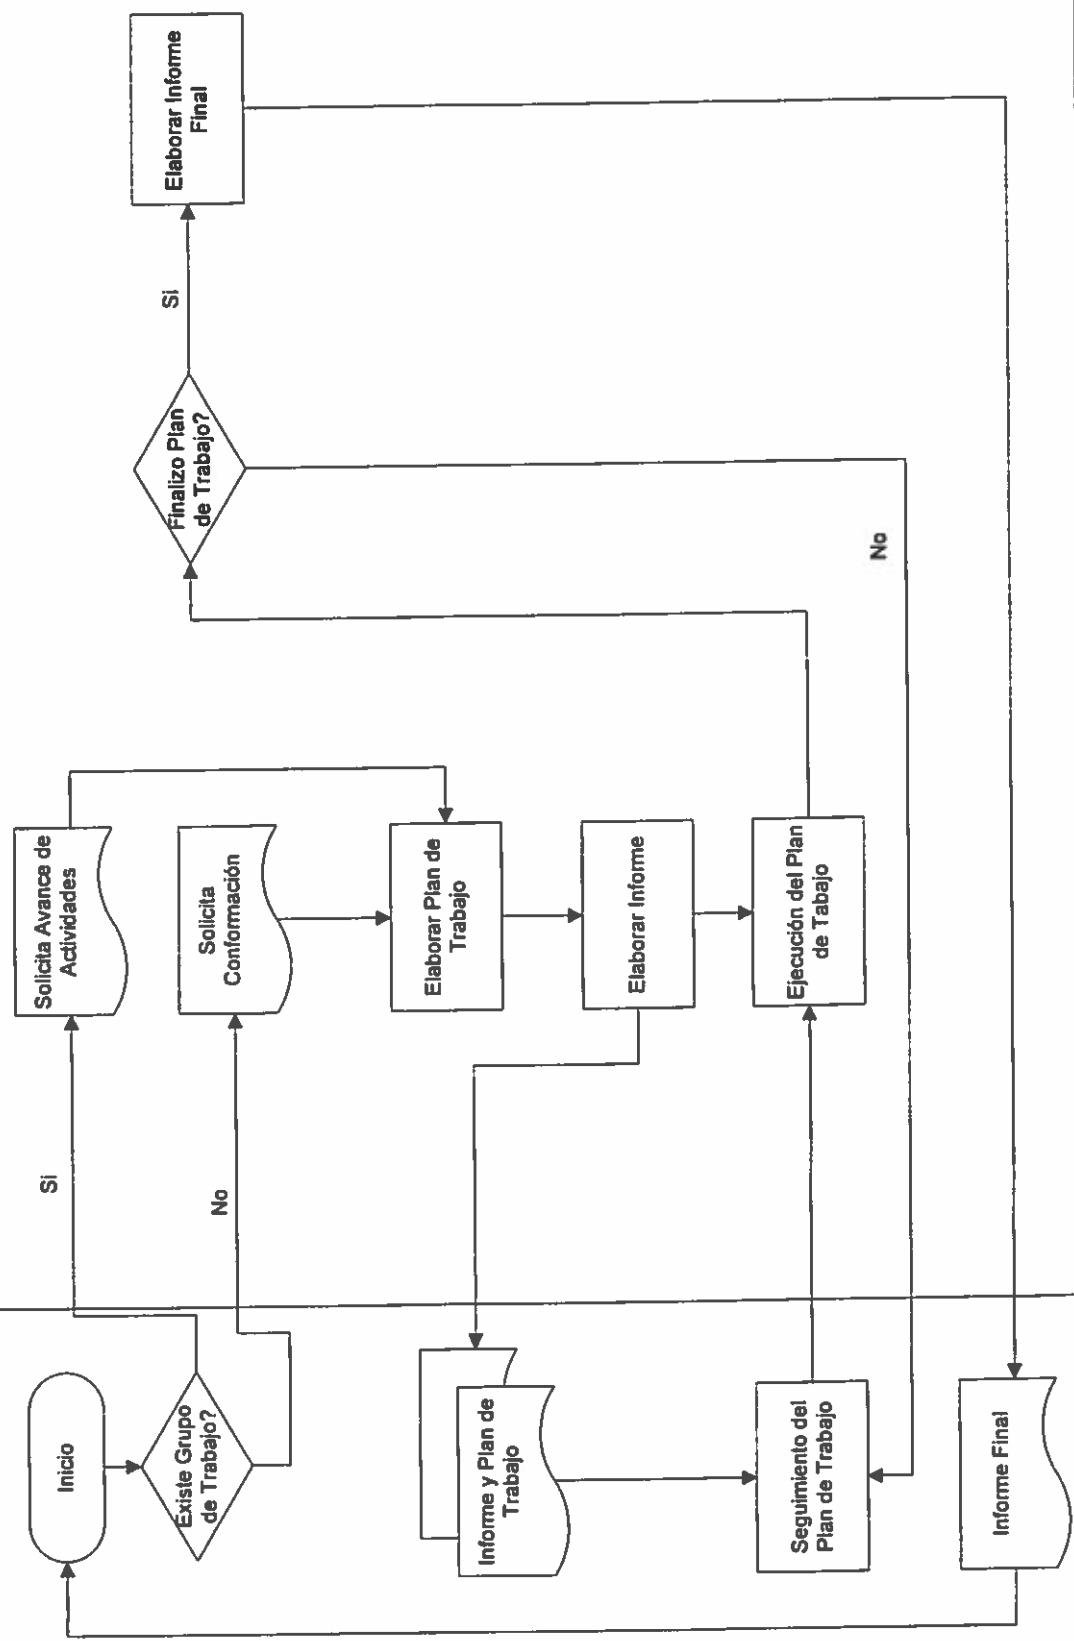 Inicio
Existe Grupo
de Trabajo?
Si
No
Solicita Avance de
Actividades
Solicita
Conformación
Elaborar Plan de
Trabajo
Elaborar Informe
Informe y Plan de
Trabajo
Seguimiento del
Plan de Trabajo
Ejecución del Plan
de Tabajo
Finalizo Plan
de Trabajo?
Si
No
Elaborar Informe
Final
Informe Final